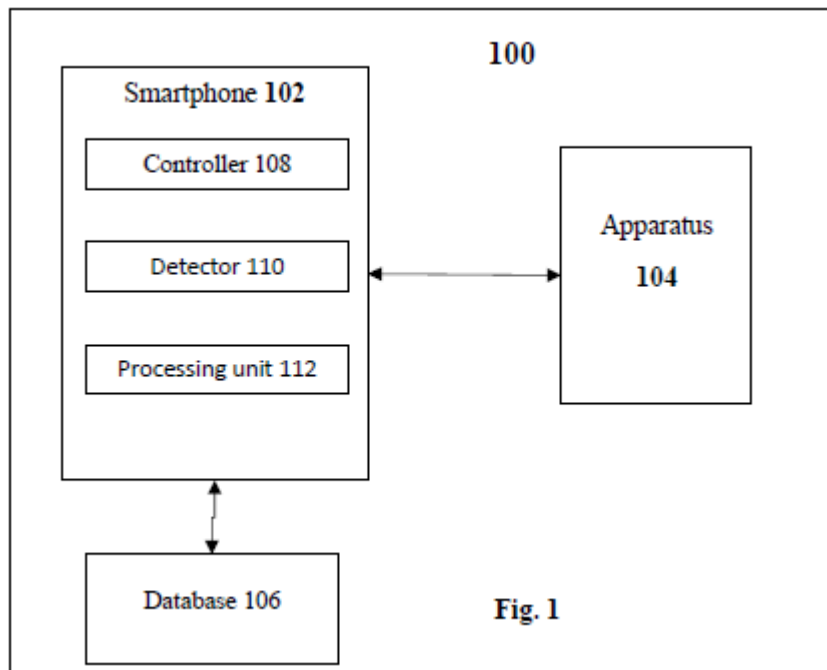 100
Smartphone 102
Controller 108
Detector 110
Processing unit 112
Apparatus
104
Database 106
Fig. 1